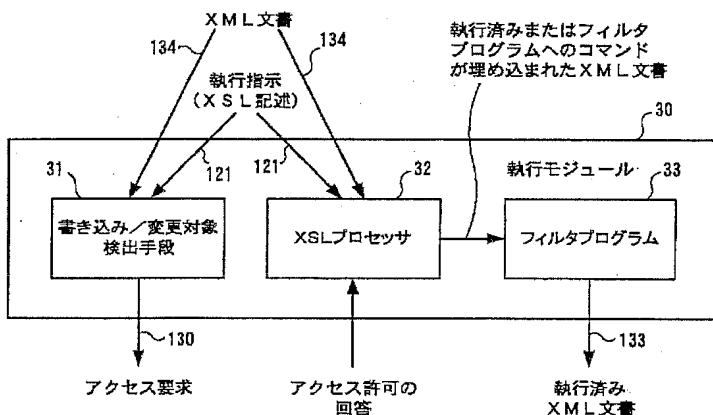 XML文書
134
134
執行指示
(XSL記述)
執行済みまたはフィルタ
プログラムへのコマンド
が埋め込まれたXML文書
30
31
121
121
32
執行モジュール
33
書き込み/変更対象
検出手段
XSLプロセッサ
フィルタプログラム
130
133
アクセス要求
アクセス許可の
回答
執行済み
XML文書